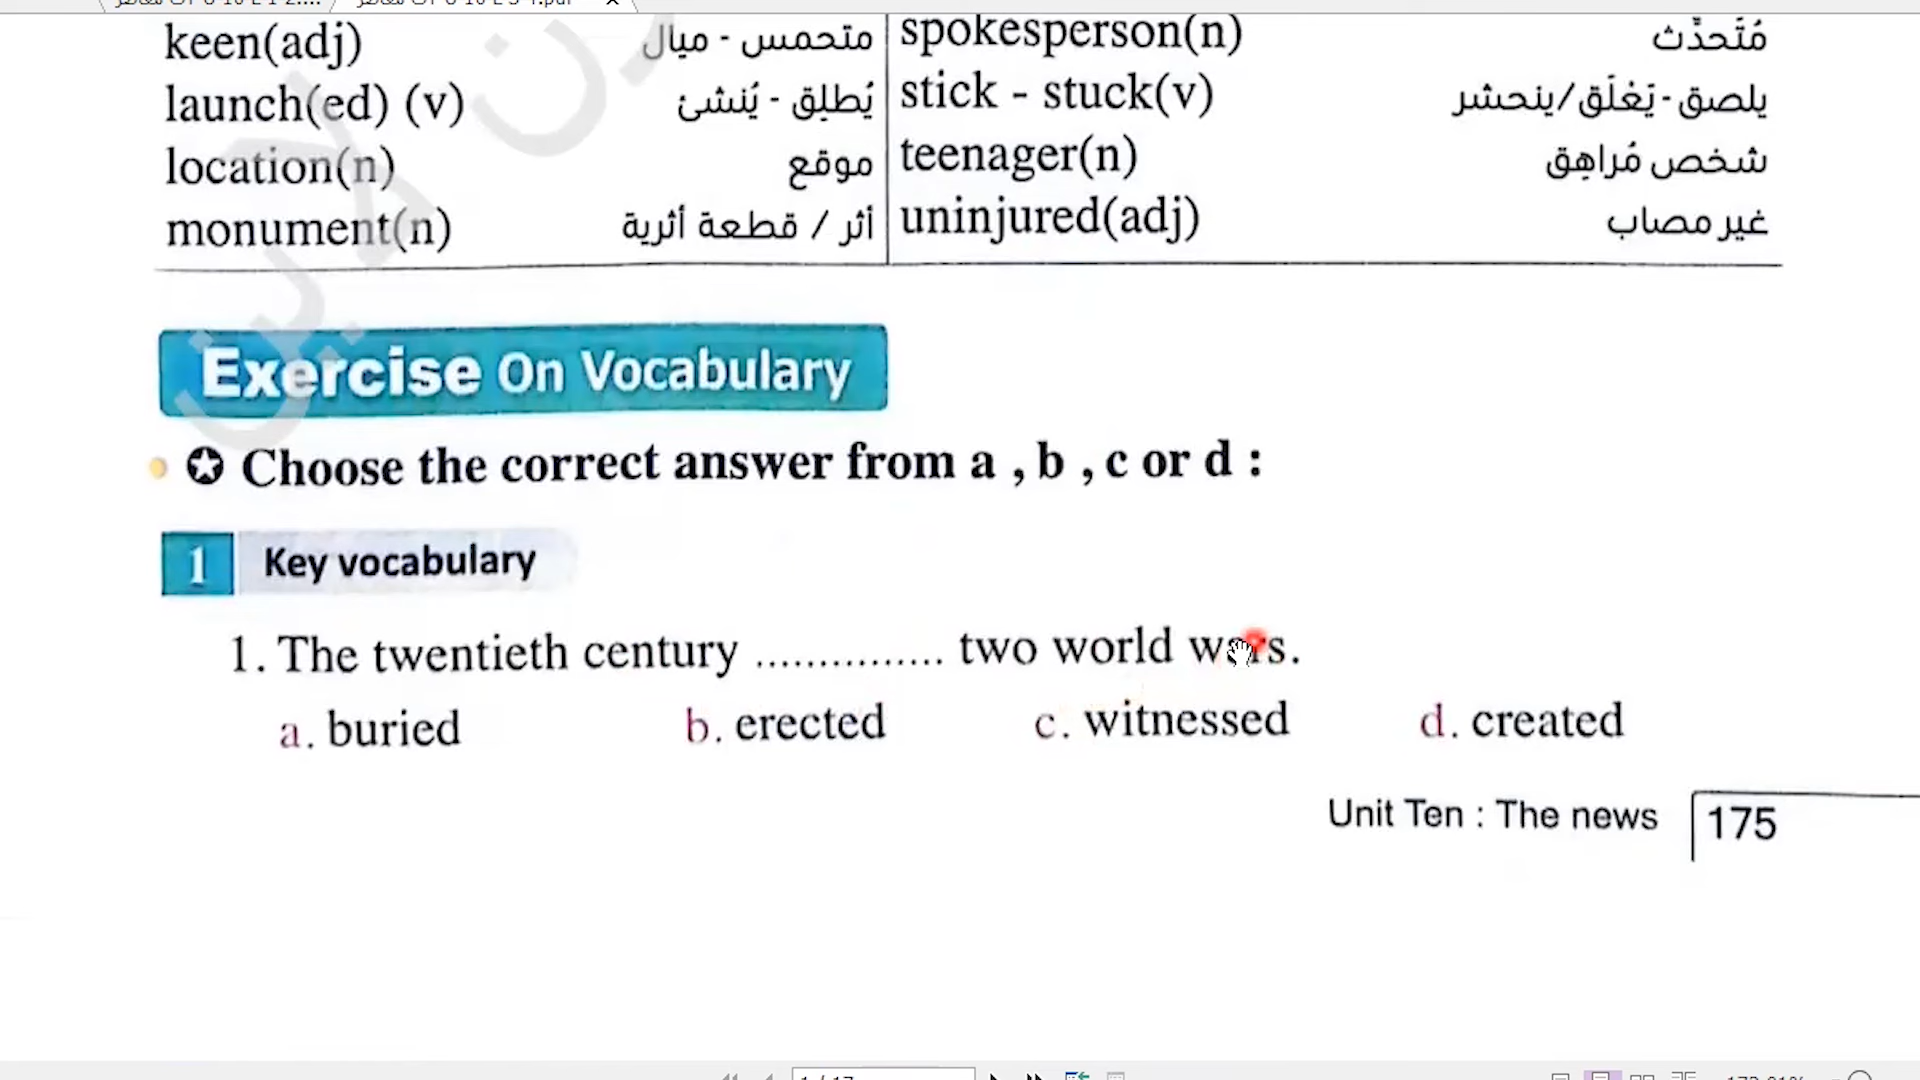 keen(adj) متحمس - ميال
spokesperson(n) مُتَحدِّث
launch(ed) (v) يُطلِق - يُنشئ
stick - stuck(v) يلصق - يَعْلَق/ينحشر
location(n) موقع
teenager(n) شخص مُراهِق
monument(n) أثر / قطعة أثرية
uninjured(adj) غير مصاب
Exercise On Vocabulary
Choose the correct answer from a , b , c or d :
1 Key vocabulary
1. The twentieth century ............... two world wars.
a. buried b. erected c. witnessed d. created
Unit Ten : The news 175